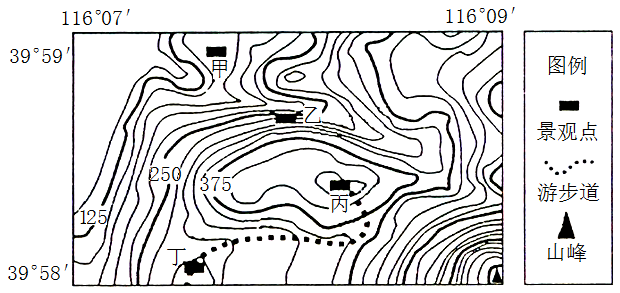 116°07′
116°09′
39°59′
甲
乙
250
375
丙
125
丁
39°58′
图例
景观点
游步道
山峰